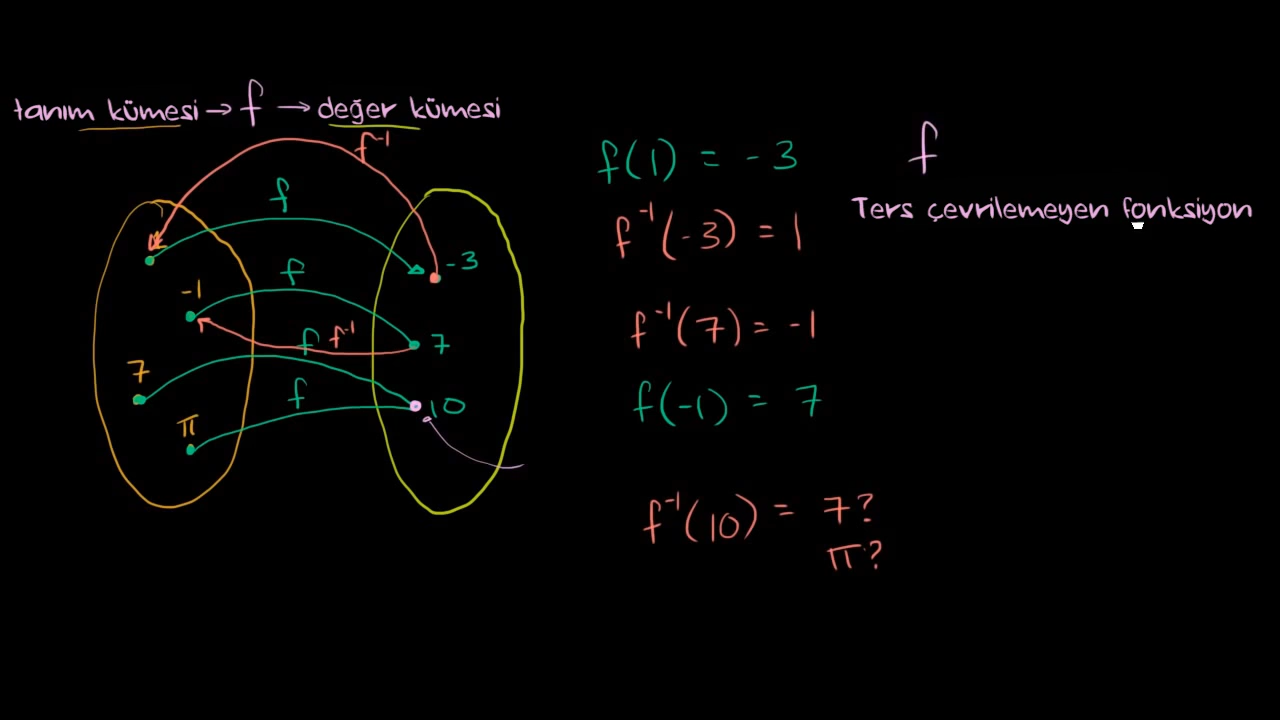 tanım kümesi → f → değer kümesi
f⁻¹
f
-3
-1
f
7
f f⁻¹
7
f
10
π
f(1) = -3
f⁻¹(-3) = 1
f⁻¹(7) = -1
f(-1) = 7
f⁻¹(10) = 7?
π?
f
Ters çevrilemeyen fonksiyon